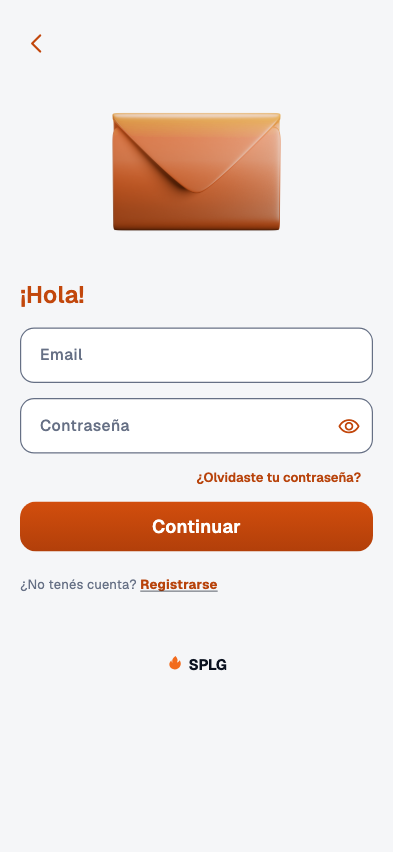 ¡Hola!
Email
Contraseña
¿Olvidaste tu contraseña?
Continuar
¿No tenés cuenta? Registrarse
SPLG